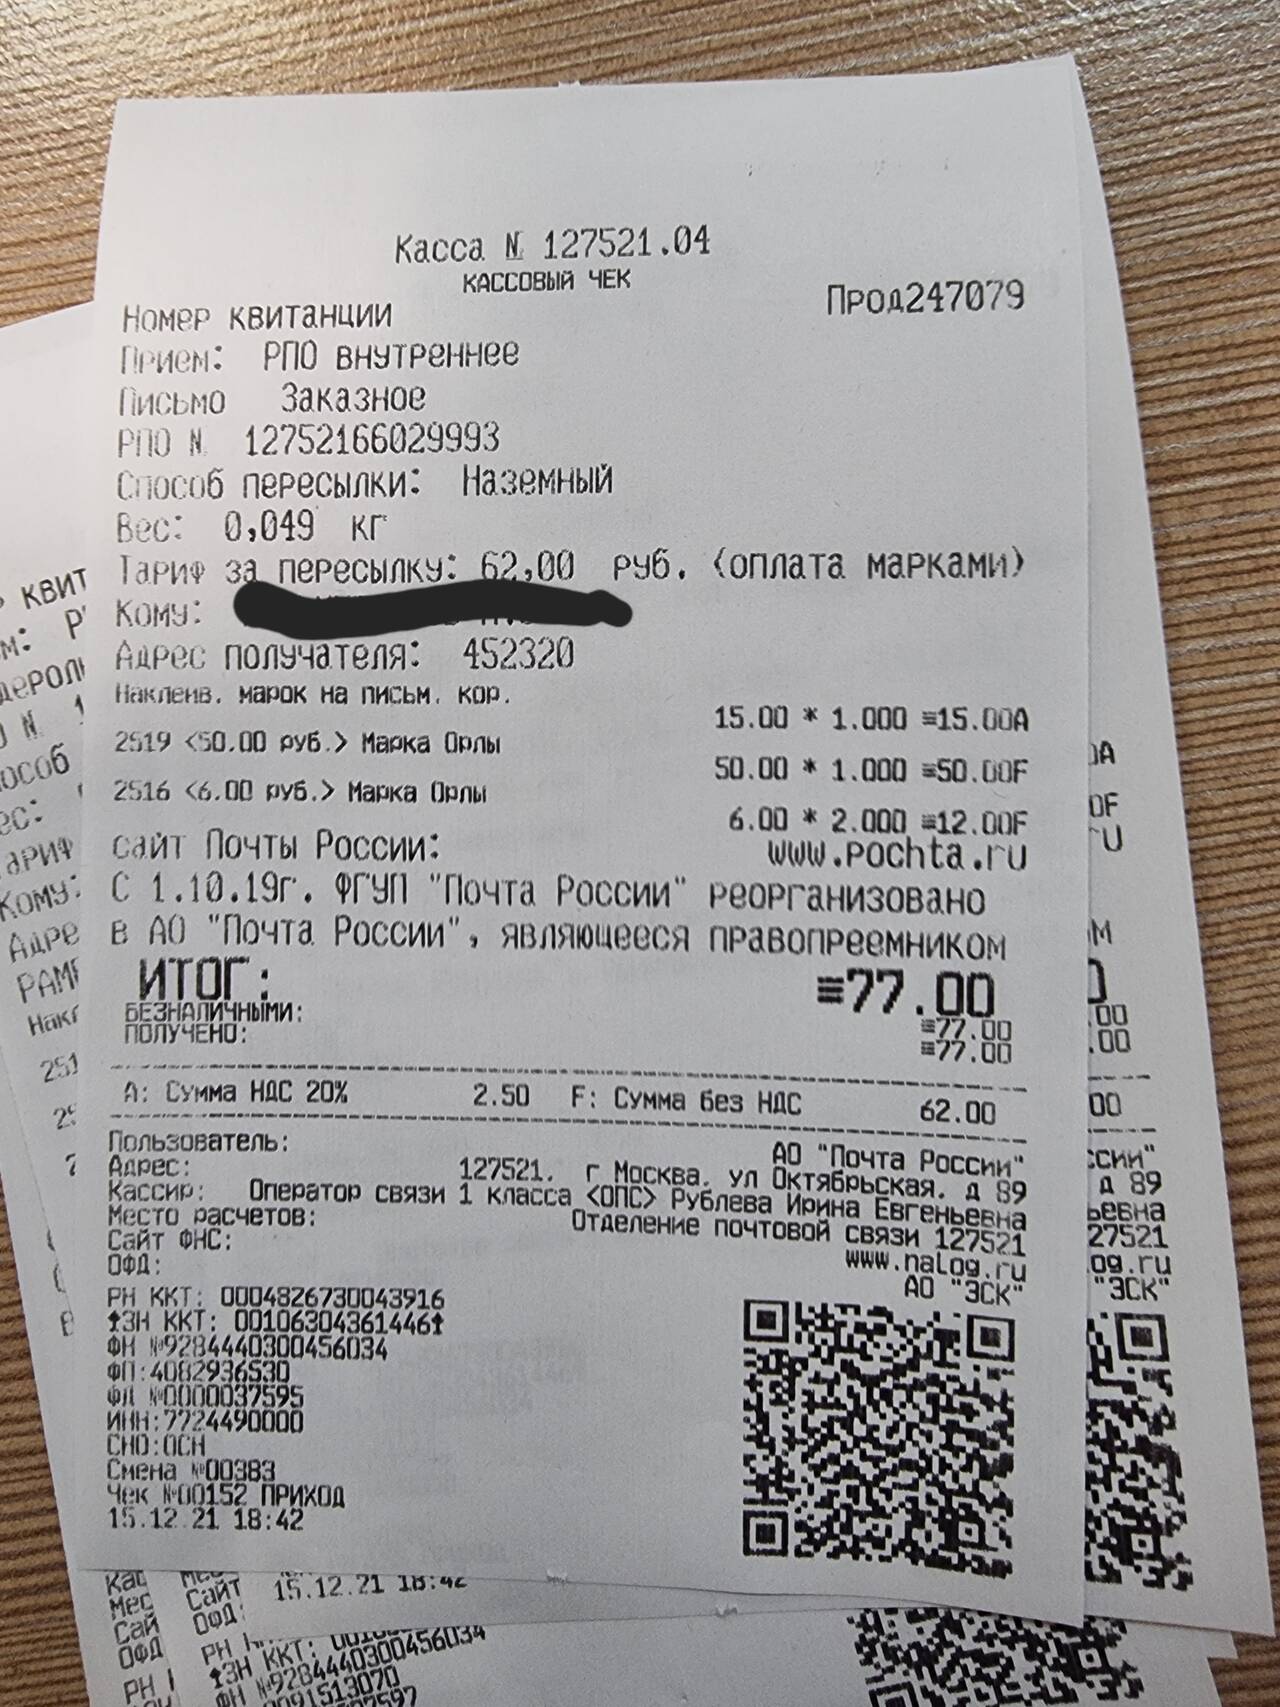 Касса № 127521.04
КАССОВЫЙ ЧЕК
Номер квитанции Прод247079
Прием: РПО внутреннее
Письмо Заказное
РПО № 12752166029993
Способ пересылки: Наземный
Вес: 0,049 кг
Тариф за пересылку: 62,00 руб. (оплата марками)
Кому:
Адрес получателя: 452320
Наклеив. марок на письм. кор.
15.00 * 1.000 ≡15.00А
2519 <50.00 руб.> Марка Орлы
50.00 * 1.000 ≡50.00F
2516 <6.00 руб.> Марка Орлы
6.00 * 2.000 ≡12.00F
сайт Почты России: www.pochta.ru
С 1.10.19г. ФГУП "Почта России" реорганизовано
в АО "Почта России", являющееся правопреемником
ИТОГ: ≡77.00
БЕЗНАЛИЧНЫМИ: ≡77.00
ПОЛУЧЕНО: ≡77.00
А: Сумма НДС 20% 2.50 F: Сумма без НДС 62.00
Пользователь: АО "Почта России"
Адрес: 127521, г Москва, ул Октябрьская, д 89
Кассир: Оператор связи 1 класса <ОПС> Рублева Ирина Евгеньевна
Место расчетов: Отделение почтовой связи 127521
Сайт ФНС: www.nalog.ru
ОФД: АО "ЭСК"
РН ККТ: 0004826730043916
ЗН ККТ: 00106304361446
ФН №9284440300456034
ФП:4082936530
ФД №0000037595
ИНН:7724490000
СНО:ОСН
Смена №00383
Чек №00152 ПРИХОД
15.12.21 18:42
15.12.21 18:42